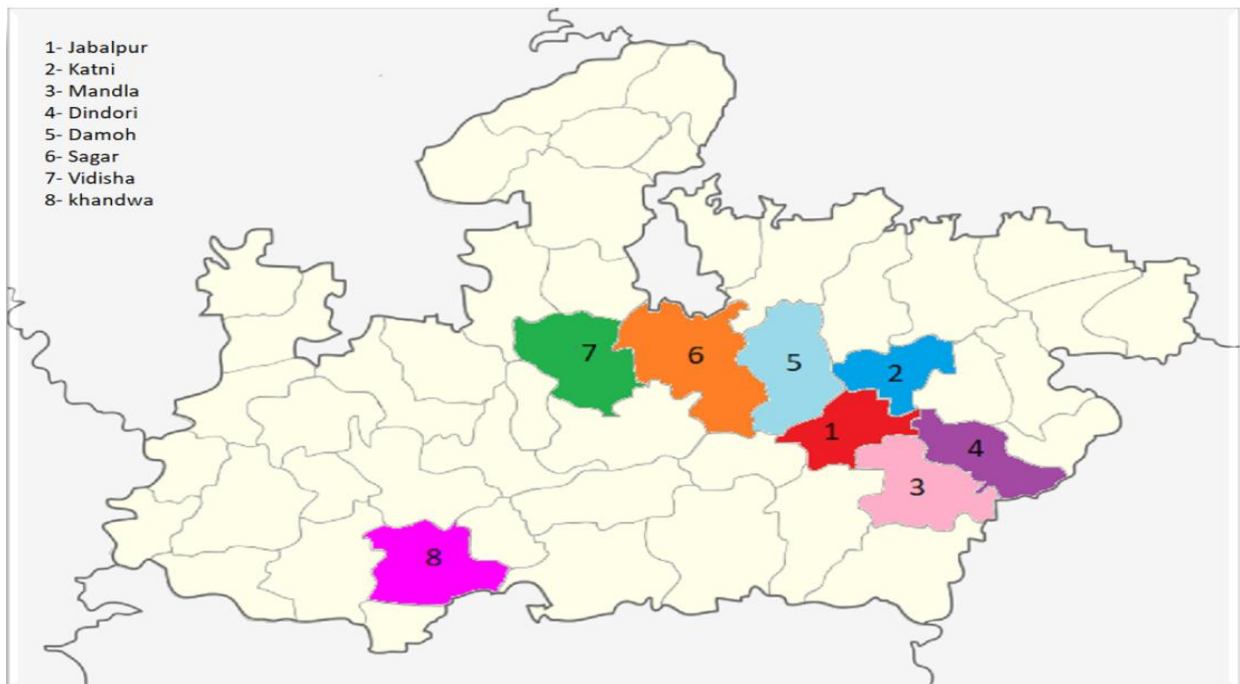 1- Jabalpur
2- Katni
3- Mandla
4- Dindori
5- Damoh
6- Sagar
7- Vidisha
8- khandwa
7
6
5
2
1
4
3
8